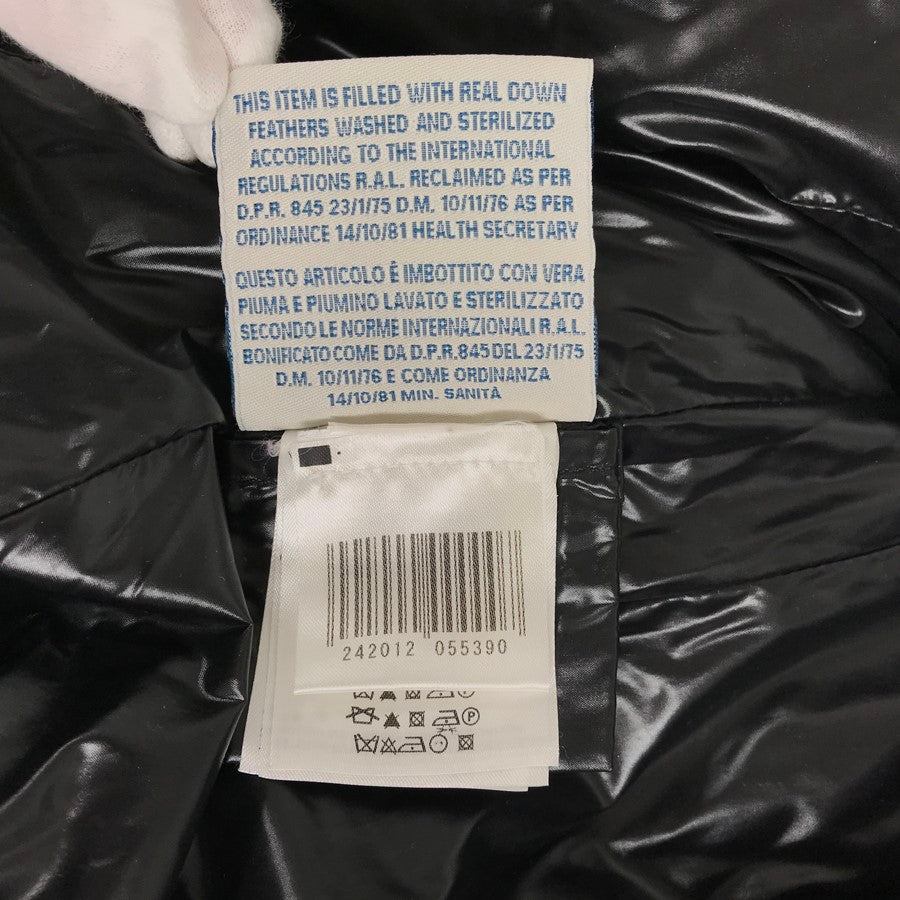 THIS ITEM IS FILLED WITH REAL DOWN
FEATHERS WASHED AND STERILIZED
ACCORDING TO THE INTERNATIONAL
REGULATIONS R.A.L. RECLAIMED AS PER
D.P.R. 845 23/1/75 D.M. 10/11/76 AS PER
ORDINANCE 14/10/81 HEALTH SECRETARY
QUESTO ARTICOLO È IMBOTTITO CON VERA
PIUMA E PIUMINO LAVATO E STERILIZZATO
SECONDO LE NORME INTERNAZIONALI R.A.L.
BONIFICATO COME DA D.P.R. 845 DEL 23/1/75
D.M. 10/11/76 E COME ORDINANZA
14/10/81 MIN. SANITÀ
242012 055390